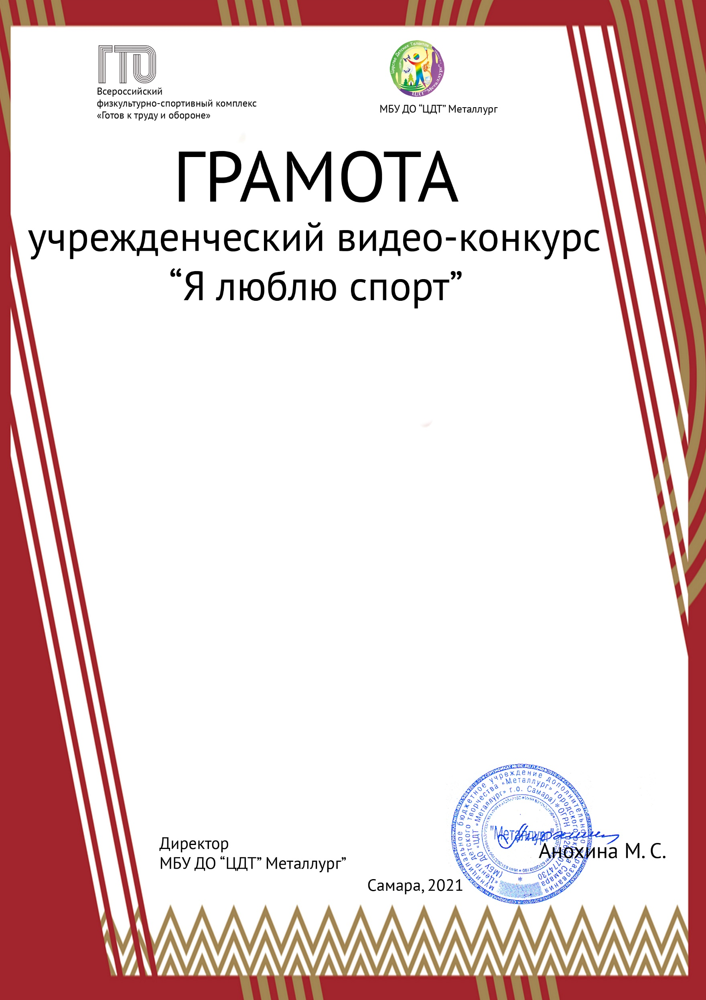 ГТО
Всероссийский
физкультурно-спортивный комплекс
«Готов к труду и обороне»
Царство Детских Талантов
ЦДТ "Металлург"
МБУ ДО “ЦДТ” Металлург
ГРАМОТА
учрежденческий видео-конкурс
“Я люблю спорт”
муниципальное бюджетное учреждение дополнительного образования
«Центр детского творчества «Металлург» городского округа Самара
(МБУ ДО «ЦДТ «Металлург» г.о. Самара) * ОГРН
"Металлург"
Директор
МБУ ДО “ЦДТ” Металлург”
Анохина М. С.
Самара, 2021